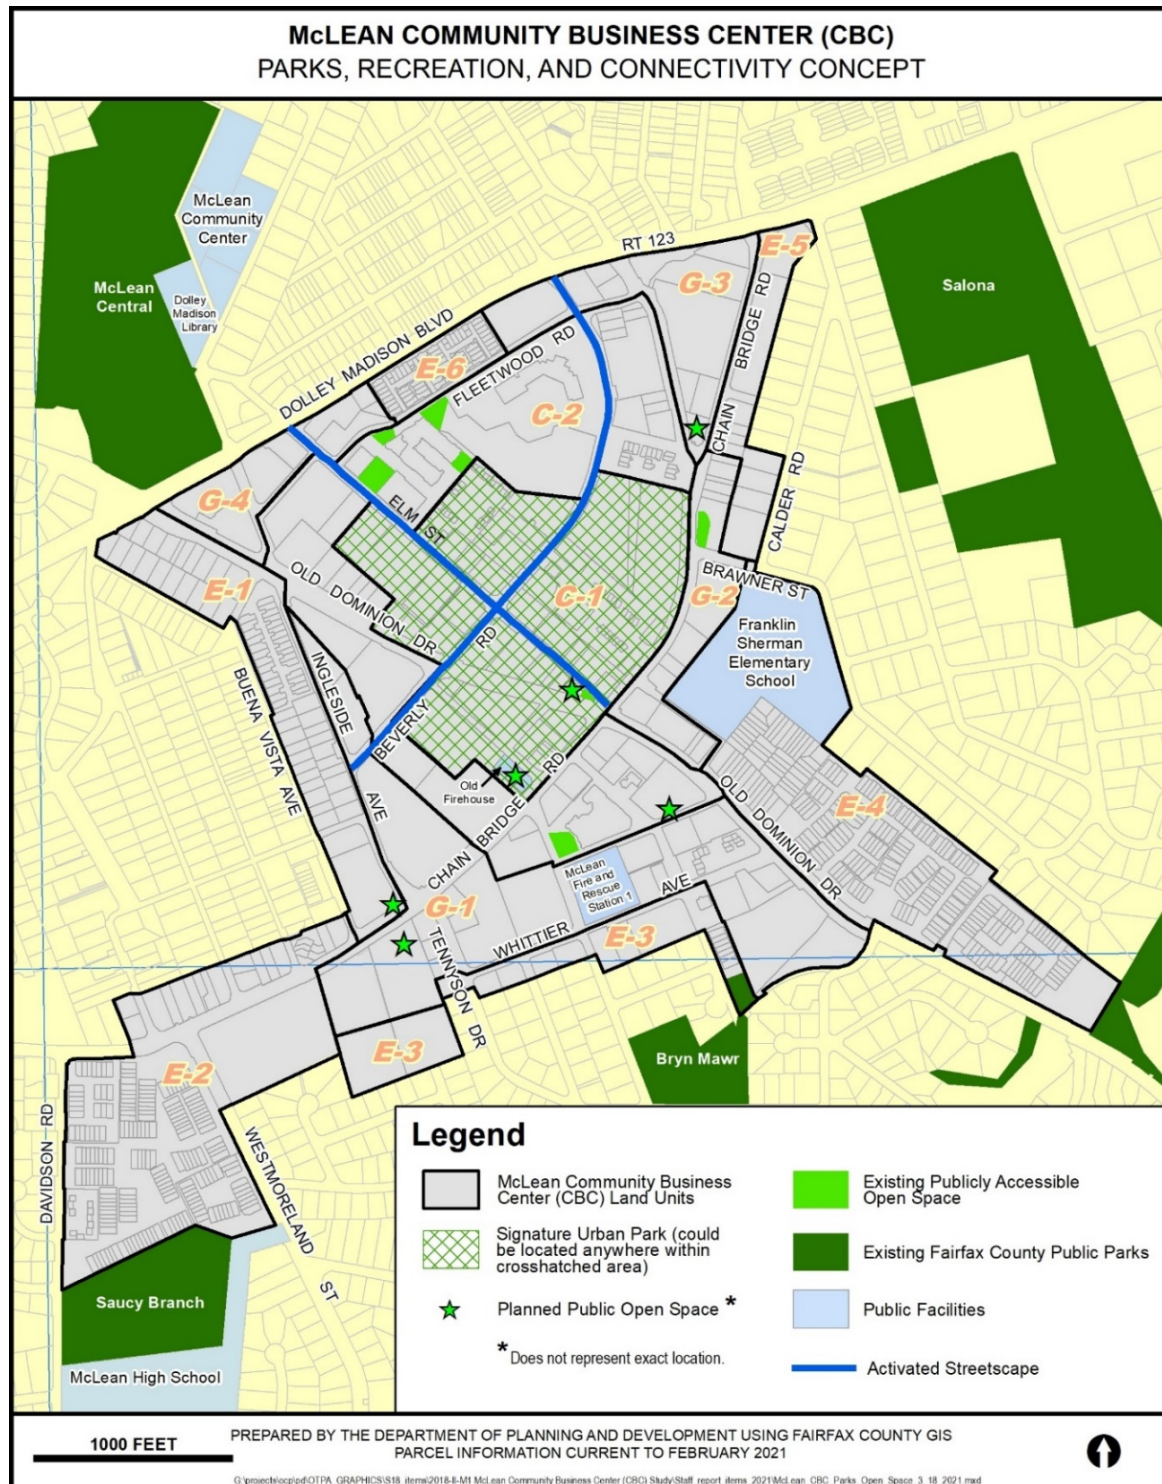 McLEAN COMMUNITY BUSINESS CENTER (CBC)
PARKS, RECREATION, AND CONNECTIVITY CONCEPT
McLean
Community
Center
McLean
Central
Dolley
Madison
Library
RT 123
E-5
G-3
Salona
DOLLEY MADISON BLVD
BRIDGE RD
E-6
FLEETWOOD RD
C-2
CHAIN
CALDER RD
G-4
ELM ST
OLD DOMINION DR
BRAWNER ST
E-1
C-1
G-2
Franklin
Sherman
Elementary
School
INGLESIDE
RD
BUENA VISTA AVE
BEVERLY
AVE
Old
Firehouse
CHAIN BRIDGE RD
OLD DOMINION DR
E-4
McLean
Fire and
Rescue
Station 1
G-1
WHITTIER AVE
E-3
TENNYSON DR
E-3
Bryn Mawr
E-2
DAVIDSON RD
WESTMORELAND ST
Saucy Branch
McLean High School
Legend
McLean Community Business
Center (CBC) Land Units
Signature Urban Park (could
be located anywhere within
crosshatched area)
Planned Public Open Space *
* Does not represent exact location.
Existing Publicly Accessible
Open Space
Existing Fairfax County Public Parks
Public Facilities
Activated Streetscape
1000 FEET
PREPARED BY THE DEPARTMENT OF PLANNING AND DEVELOPMENT USING FAIRFAX COUNTY GIS
PARCEL INFORMATION CURRENT TO FEBRUARY 2021